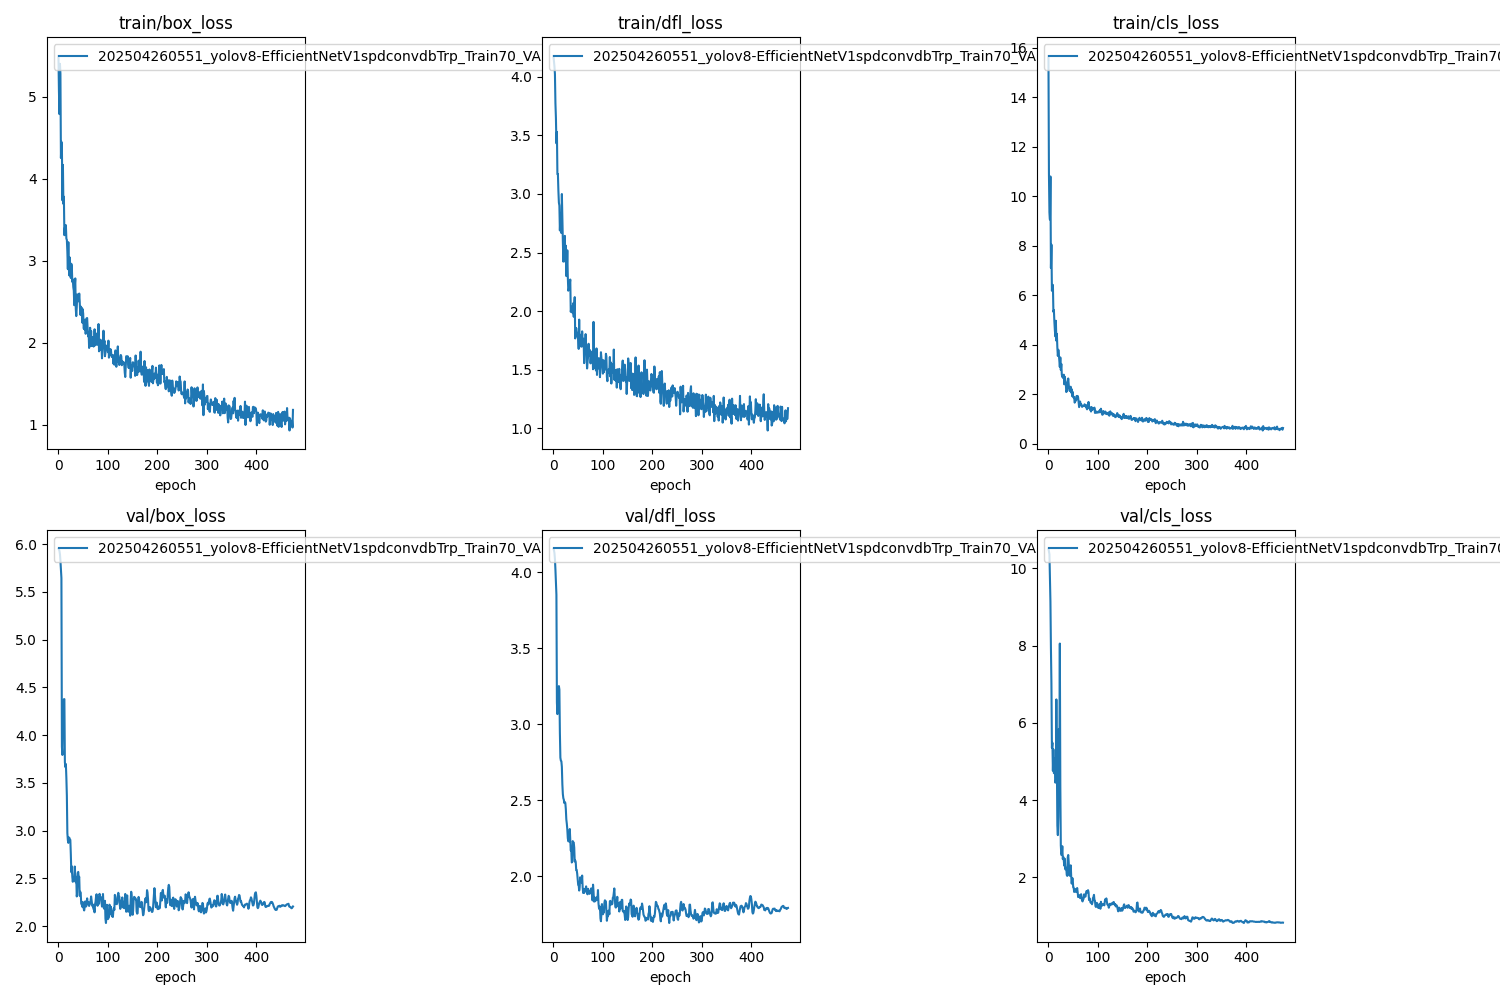 train/box_loss
train/dfl_loss
train/cls_loss
202504260551_yolov8-EfficientNetV1spdconvdbTrp_Train70_VA
202504260551_yolov8-EfficientNetV1spdconvdbTrp_Train70_VA
202504260551_yolov8-EfficientNetV1spdconvdbTrp_Train70
5
4
3
2
1
0 100 200 300 400
epoch
4.0
3.5
3.0
2.5
2.0
1.5
1.0
0 100 200 300 400
epoch
16
14
12
10
8
6
4
2
0
0 100 200 300 400
epoch
val/box_loss
val/dfl_loss
val/cls_loss
202504260551_yolov8-EfficientNetV1spdconvdbTrp_Train70_VA
202504260551_yolov8-EfficientNetV1spdconvdbTrp_Train70_VA
202504260551_yolov8-EfficientNetV1spdconvdbTrp_Train70
6.0
5.5
5.0
4.5
4.0
3.5
3.0
2.5
2.0
0 100 200 300 400
epoch
4.0
3.5
3.0
2.5
2.0
0 100 200 300 400
epoch
10
8
6
4
2
0 100 200 300 400
epoch